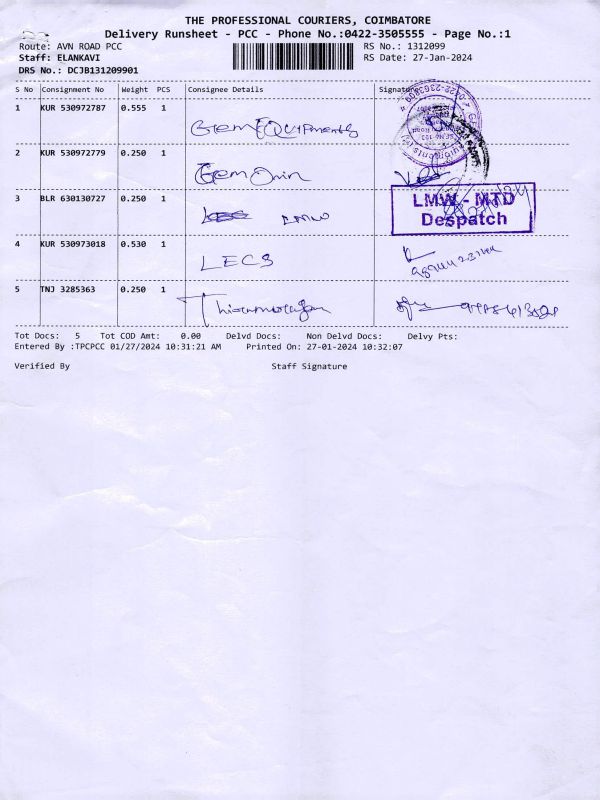 THE PROFESSIONAL COURIERS, COIMBATORE
Delivery Runsheet - PCC - Phone No.:0422-3505555 - Page No.:1
Route: AVN ROAD PCC RS No.: 1312099
Staff: ELANKAVI RS Date: 27-Jan-2024
DRS No.: DCJB131209901
S No Consignment No Weight PCS Consignee Details Signature
1 KUR 530972787 0.555 1 Gem EQUIPments
2 KUR 530972779 0.250 1 Gem
3 BLR 630130727 0.250 1 LMW
LMW - MTD
Despatch
4 KUR 530973018 0.530 1 LECS
5 TNJ 3285363 0.250 1
Tot Docs: 5 Tot COD Amt: 0.00 Delvd Docs: Non Delvd Docs: Delvy Pts:
Entered By :TPCPCC 01/27/2024 10:31:21 AM Printed On: 27-01-2024 10:32:07
Verified By Staff Signature